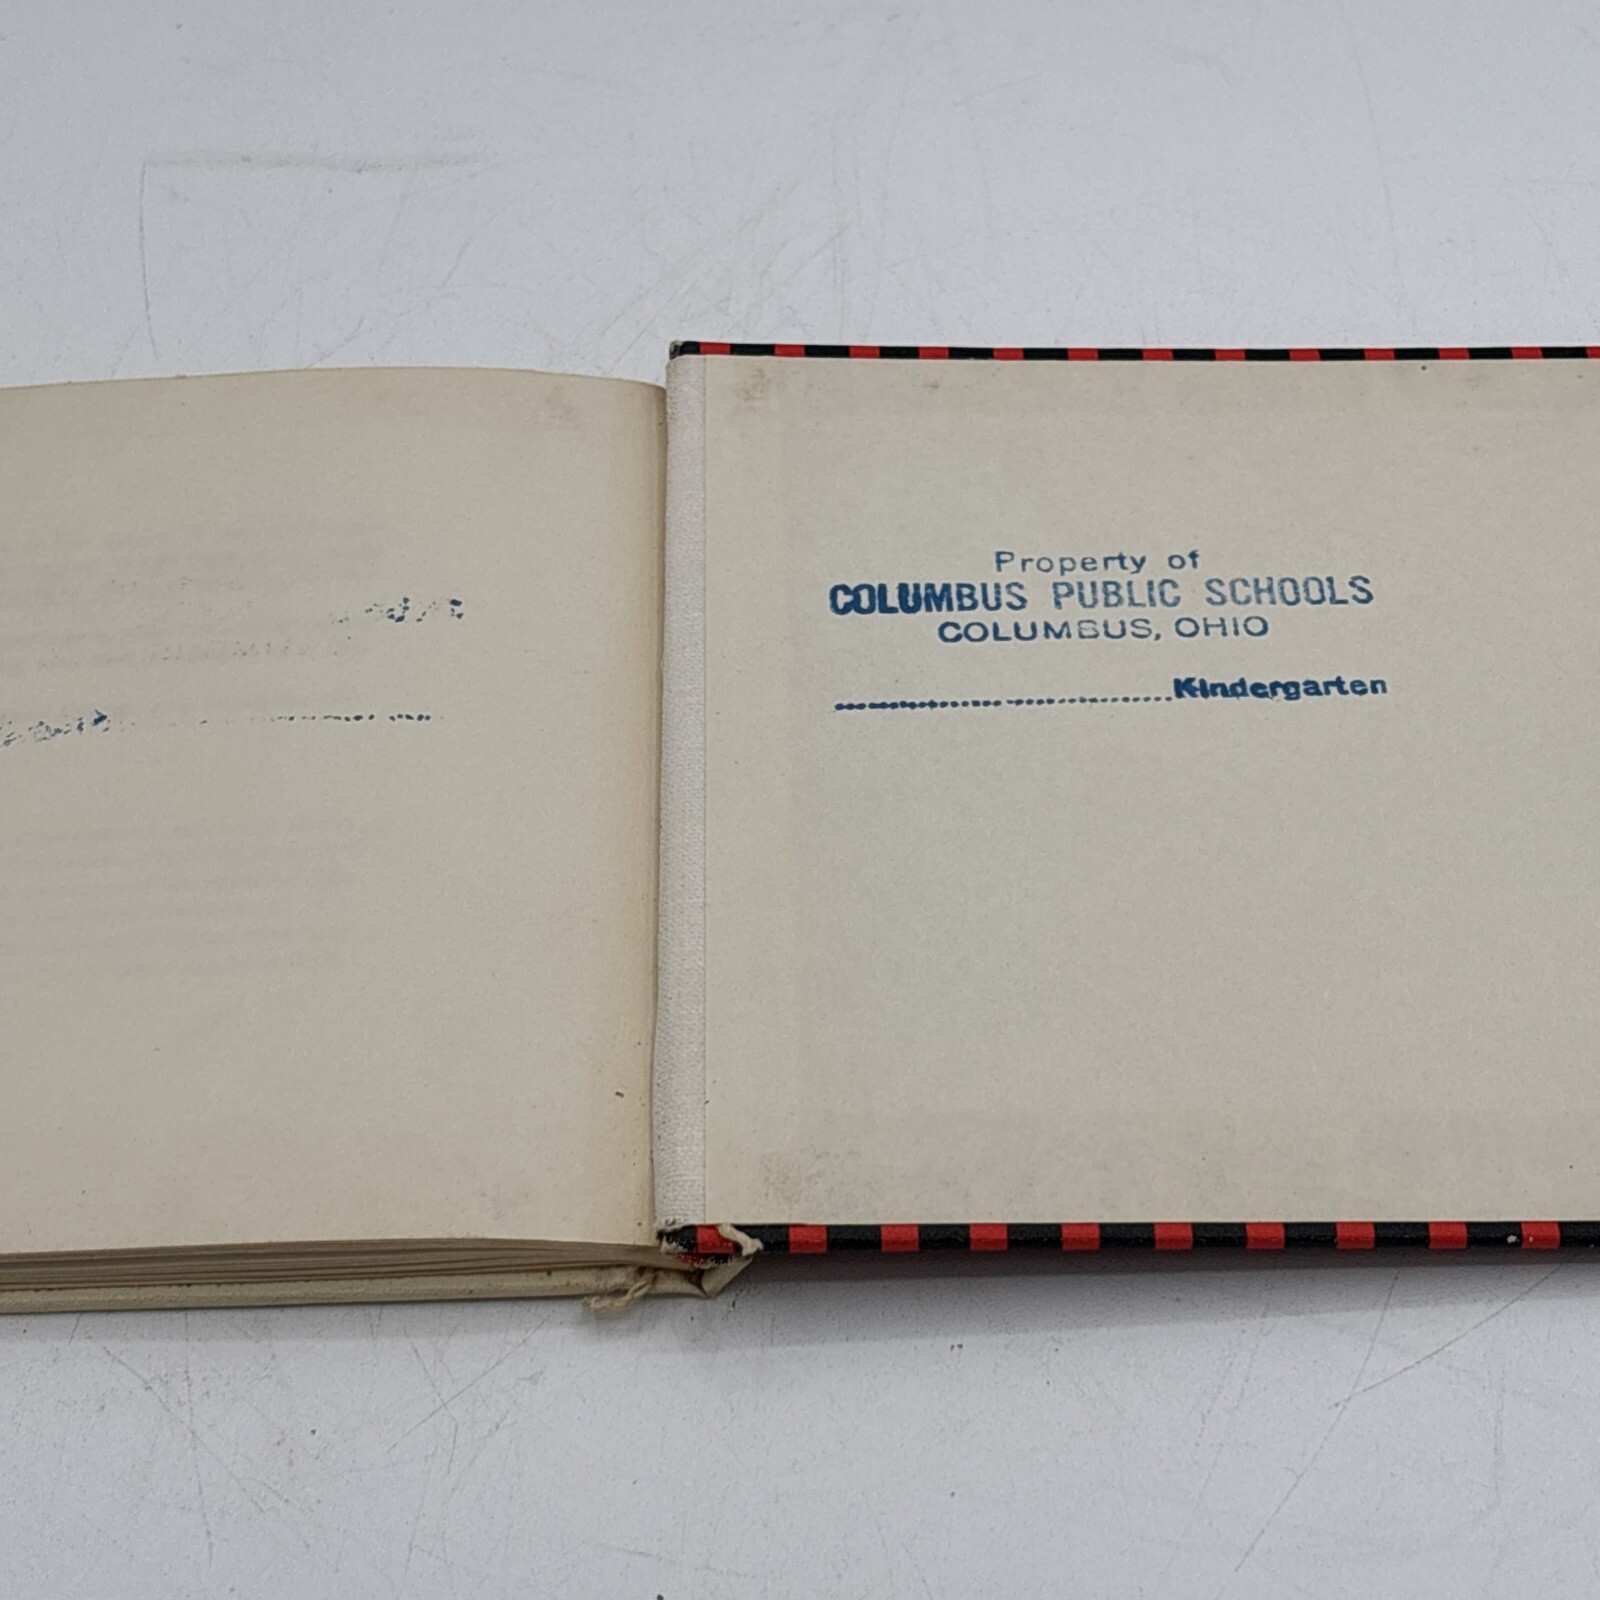 Property of
COLUMBUS PUBLIC SCHOOLS
COLUMBUS, OHIO
Kindergarten